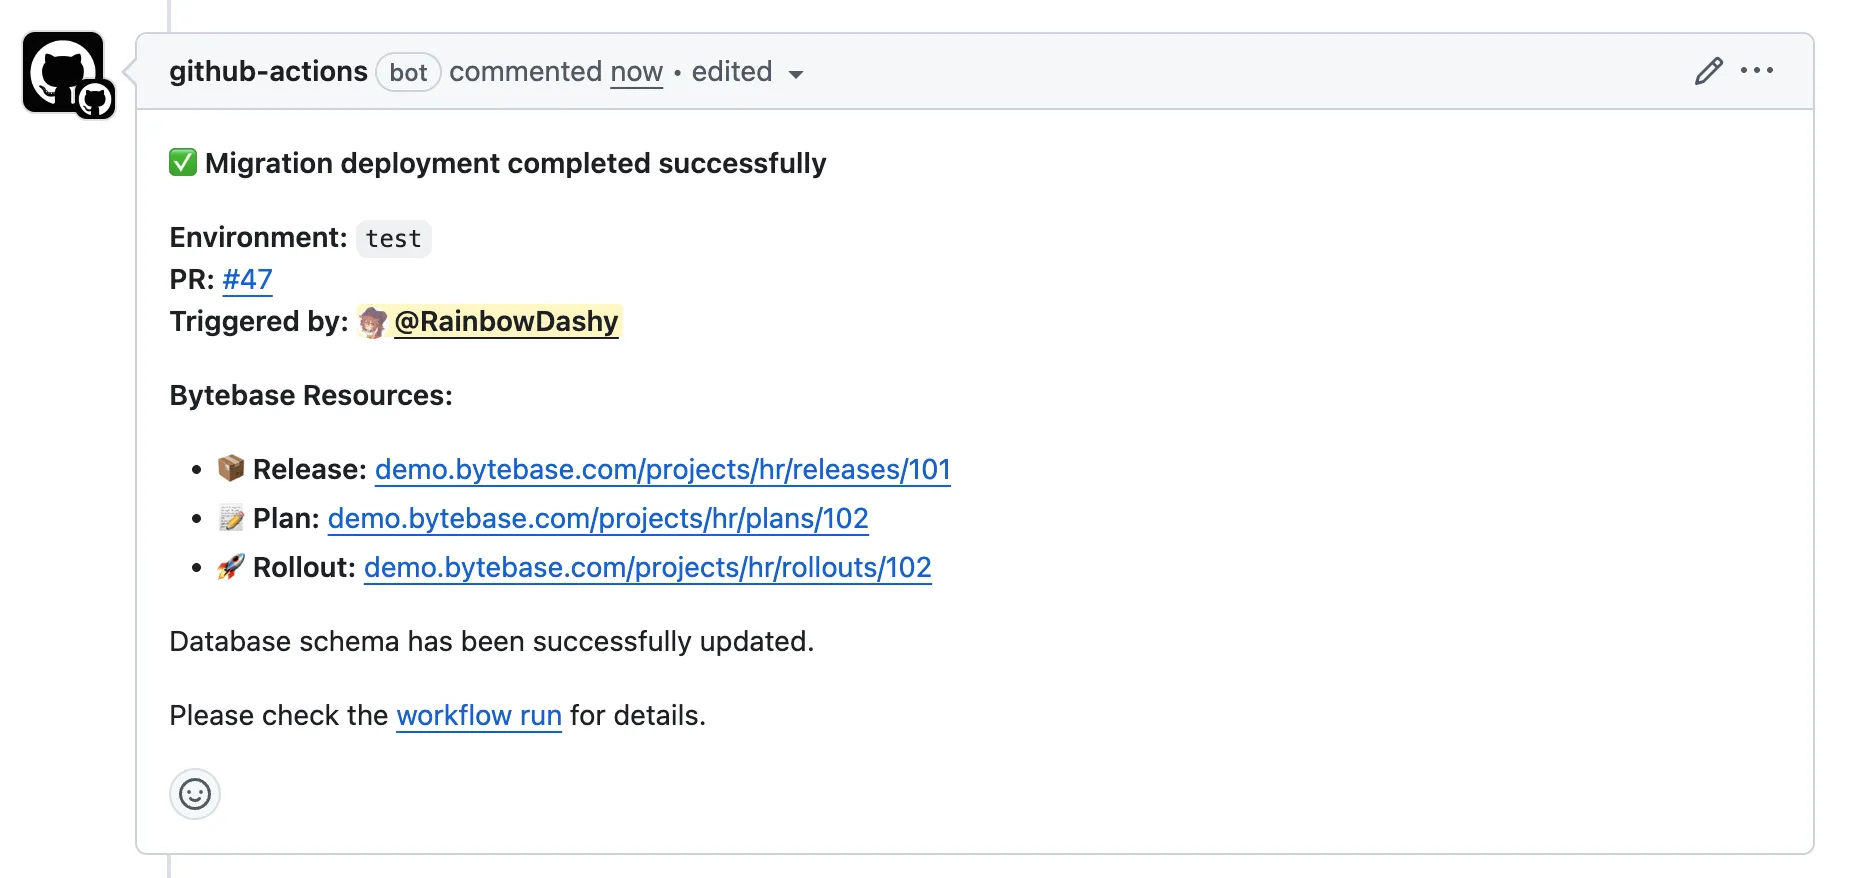 github-actions bot commented now • edited
✅ Migration deployment completed successfully
Environment: test
PR: #47
Triggered by: @RainbowDashy
Bytebase Resources:
• 📦 Release: demo.bytebase.com/projects/hr/releases/101
• 📝 Plan: demo.bytebase.com/projects/hr/plans/102
• 🚀 Rollout: demo.bytebase.com/projects/hr/rollouts/102
Database schema has been successfully updated.
Please check the workflow run for details.